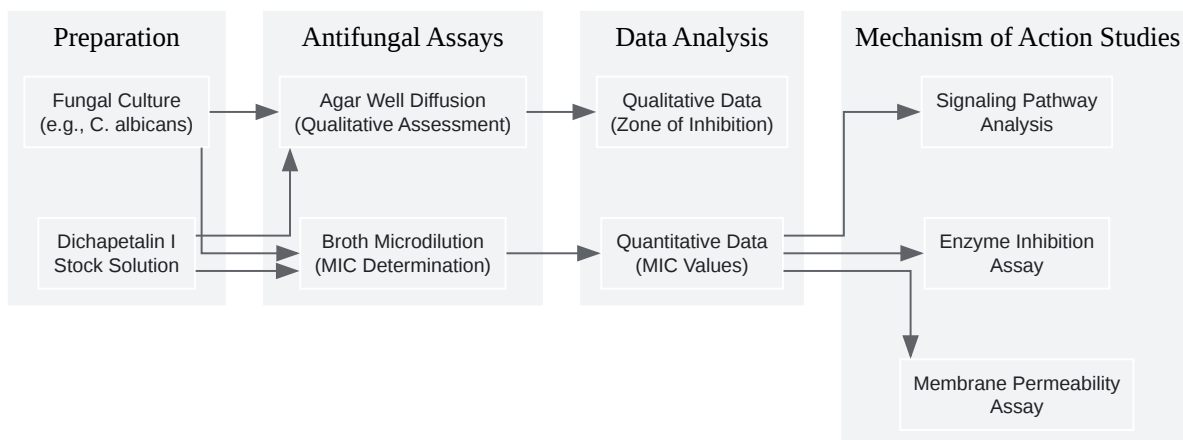 Preparation
Antifungal Assays
Data Analysis
Mechanism of Action Studies
Fungal Culture
(e.g., C. albicans)
Agar Well Diffusion
(Qualitative Assessment)
Qualitative Data
(Zone of Inhibition)
Signaling Pathway
Analysis
Dichapetalin I
Stock Solution
Broth Microdilution
(MIC Determination)
Quantitative Data
(MIC Values)
Enzyme Inhibition
Assay
Membrane Permeability
Assay